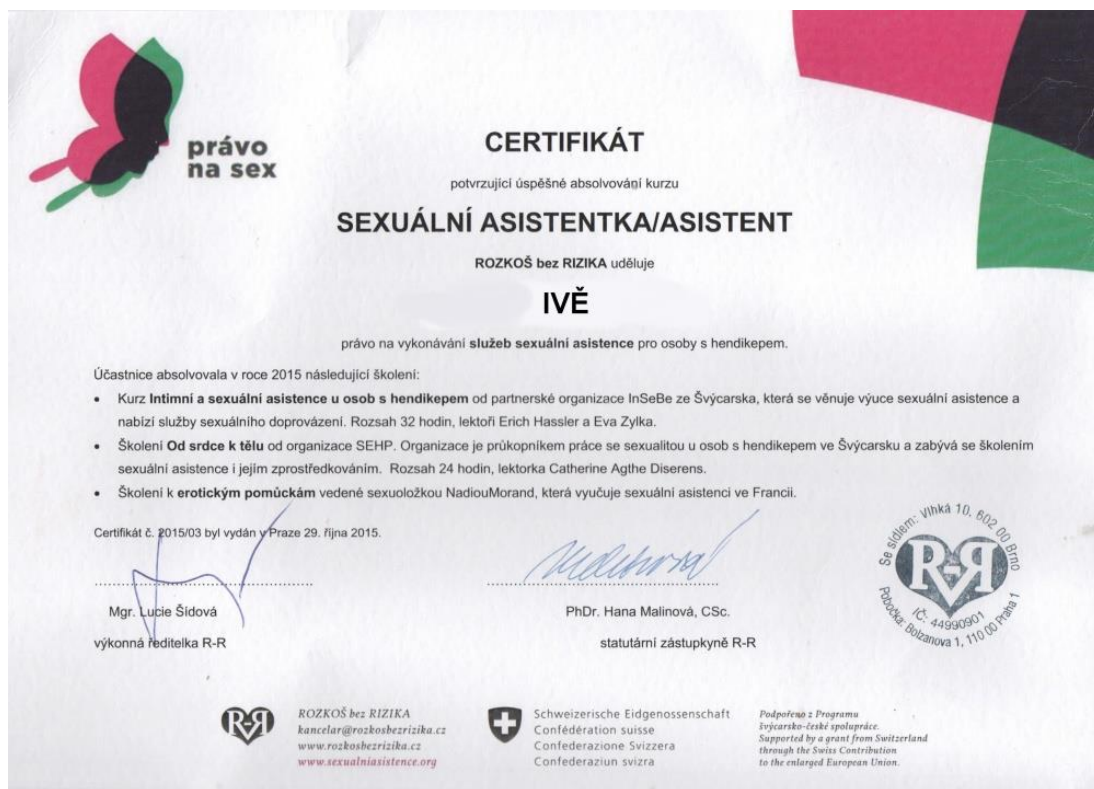 právo
na sex
CERTIFIKÁT
potvrzující úspěšné absolvování kurzu
SEXUÁLNÍ ASISTENTKA/ASISTENT
ROZKOŠ bez RIZIKA uděluje
IVĚ
právo na vykonávání služeb sexuální asistence pro osoby s hendikepem.
Účastnice absolvovala v roce 2015 následující školení:
• Kurz Intimní a sexuální asistence u osob s hendikepem od partnerské organizace InSeBe ze Švýcarska, která se věnuje výuce sexuální asistence a
nabízí služby sexuálního doprovázení. Rozsah 32 hodin, lektoři Erich Hassler a Eva Zylka.
• Školení Od srdce k tělu od organizace SEHP. Organizace je průkopníkem práce se sexualitou u osob s hendikepem ve Švýcarsku a zabývá se školením
sexuální asistence i jejím zprostředkováním. Rozsah 24 hodin, lektorka Catherine Agthe Diserens.
• Školení k erotickým pomůckám vedené sexuoložkou NadiouMorand, která vyučuje sexuální asistenci ve Francii.
Certifikát č. 2015/03 byl vydán v Praze 29. října 2015.
Mgr. Lucie Šídová
výkonná ředitelka R-R
PhDr. Hana Malinová, CSc.
statutární zástupkyně R-R
Se sídlem: Vlhká 10, 602 00 Brno
R-R
IČ: 44990901
Pobočka: Bolzanova 1, 110 00 Praha 1
R-R
ROZKOŠ bez RIZIKA
kancelar@rozkosbezrizika.cz
www.rozkosbezrizika.cz
www.sexualniasistence.org
Schweizerische Eidgenossenschaft
Confédération suisse
Confederazione Svizzera
Confederaziun svizra
Podpořeno z Programu
švýcarsko-české spolupráce.
Supported by a grant from Switzerland
through the Swiss Contribution
to the enlarged European Union.